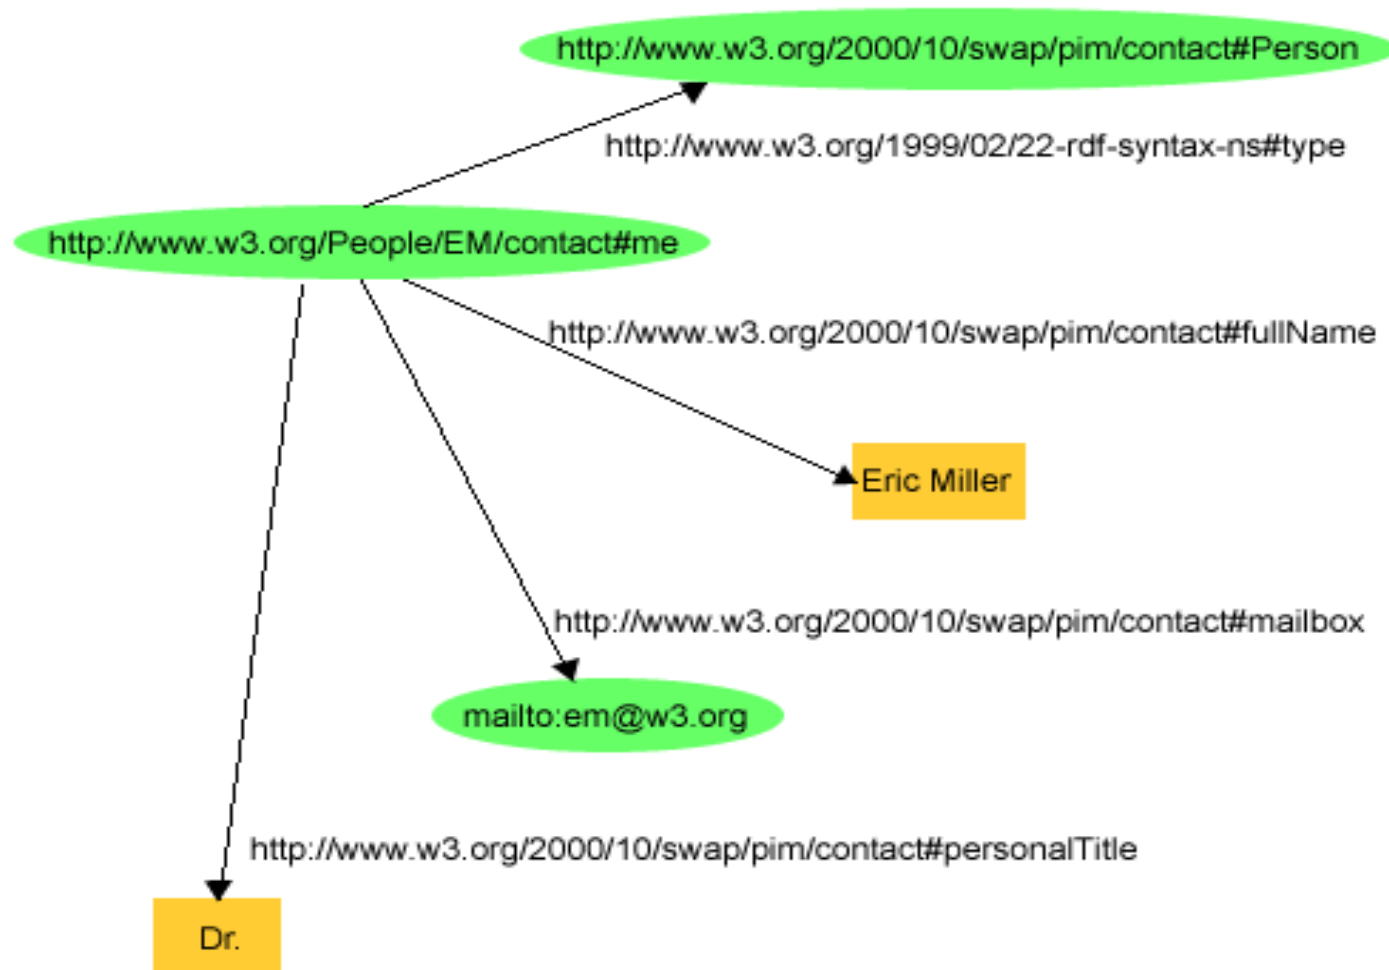 http://www.w3.org/2000/10/swap/pim/contact#Person
http://www.w3.org/1999/02/22-rdf-syntax-ns#type
http://www.w3.org/People/EM/contact#me
http://www.w3.org/2000/10/swap/pim/contact#fullName
Eric Miller
http://www.w3.org/2000/10/swap/pim/contact#mailbox
mailto:em@w3.org
http://www.w3.org/2000/10/swap/pim/contact#personalTitle
Dr.